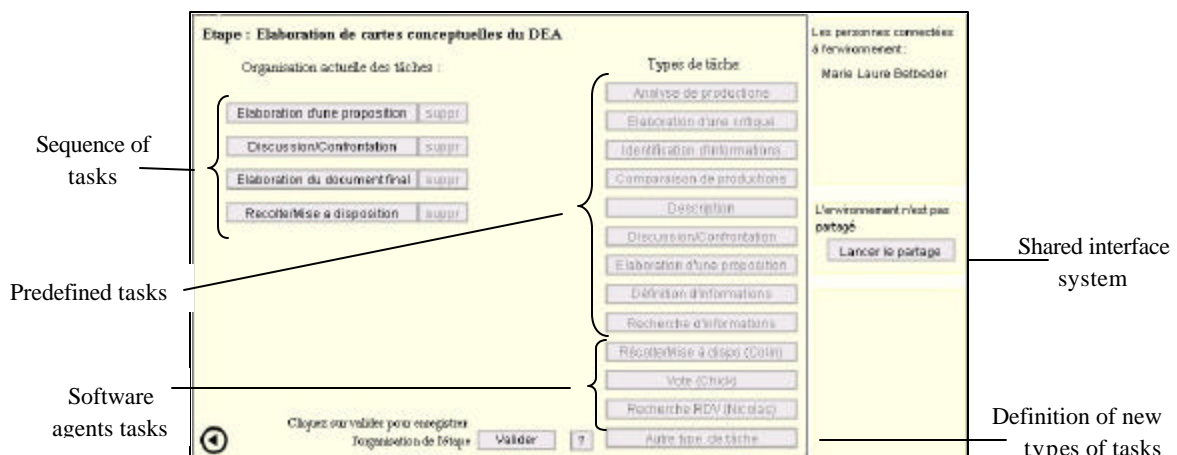 Etape : Elaboration de cartes conceptuelles du DEA
Organisation actuelle des tâches :
Elaboration d'une proposition suppr
Discussion/Confrontation suppr
Elaboration du document final suppr
Recolte/Mise a disposition suppr
Cliquez sur valider pour enregistrer
l'organisation de l'étape Valider ?
Types de tâche
Analyse de productions
Elaboration d'une critique
Identification d'informations
Comparaison de productions
Description
Discussion/Confrontation
Elaboration d'une proposition
Définition d'informations
Recherche d'informations
Récolte/Mise à dispo (Colin)
Vote (Chick)
Recherche RDV (Nicolas)
Autre type de tâche
Les personnes connectées
à l'environnement :
Marie Laure Betbeder
L'environnement n'est pas
partagé
Lancer le partage
Sequence of
tasks
Predefined tasks
Software
agents tasks
Shared interface
system
Definition of new
types of tasks